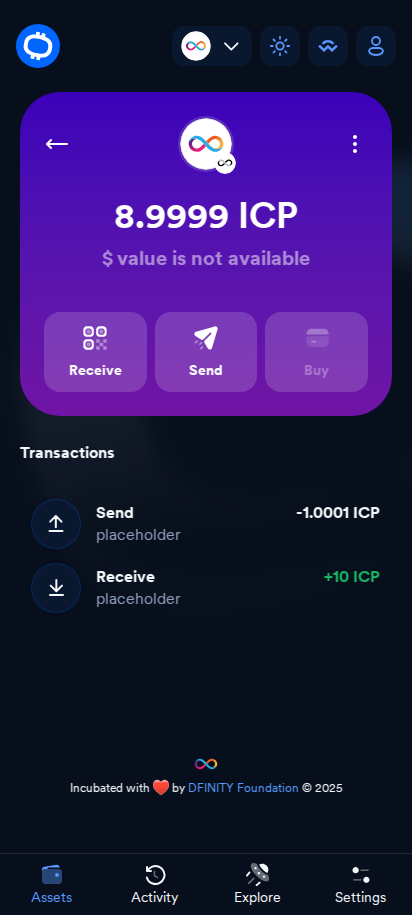 8.9999 ICP
$ value is not available
Receive
Send
Buy
Transactions
Send
-1.0001 ICP
placeholder
Receive
+10 ICP
placeholder
Incubated with ❤️ by DFINITY Foundation © 2025
Assets
Activity
Explore
Settings